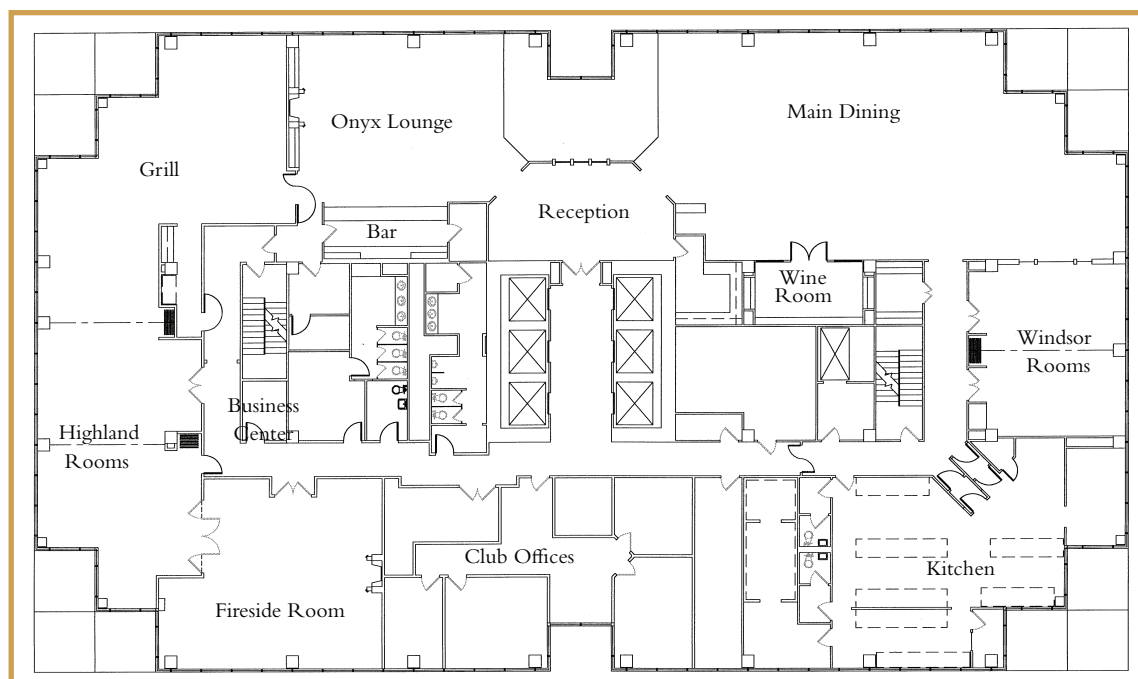 Main Dining
Onyx Lounge
Grill
Reception
Bar
Wine
Room
Windsor
Rooms
Business
Center
Highland
Rooms
Club Offices
Kitchen
Fireside Room